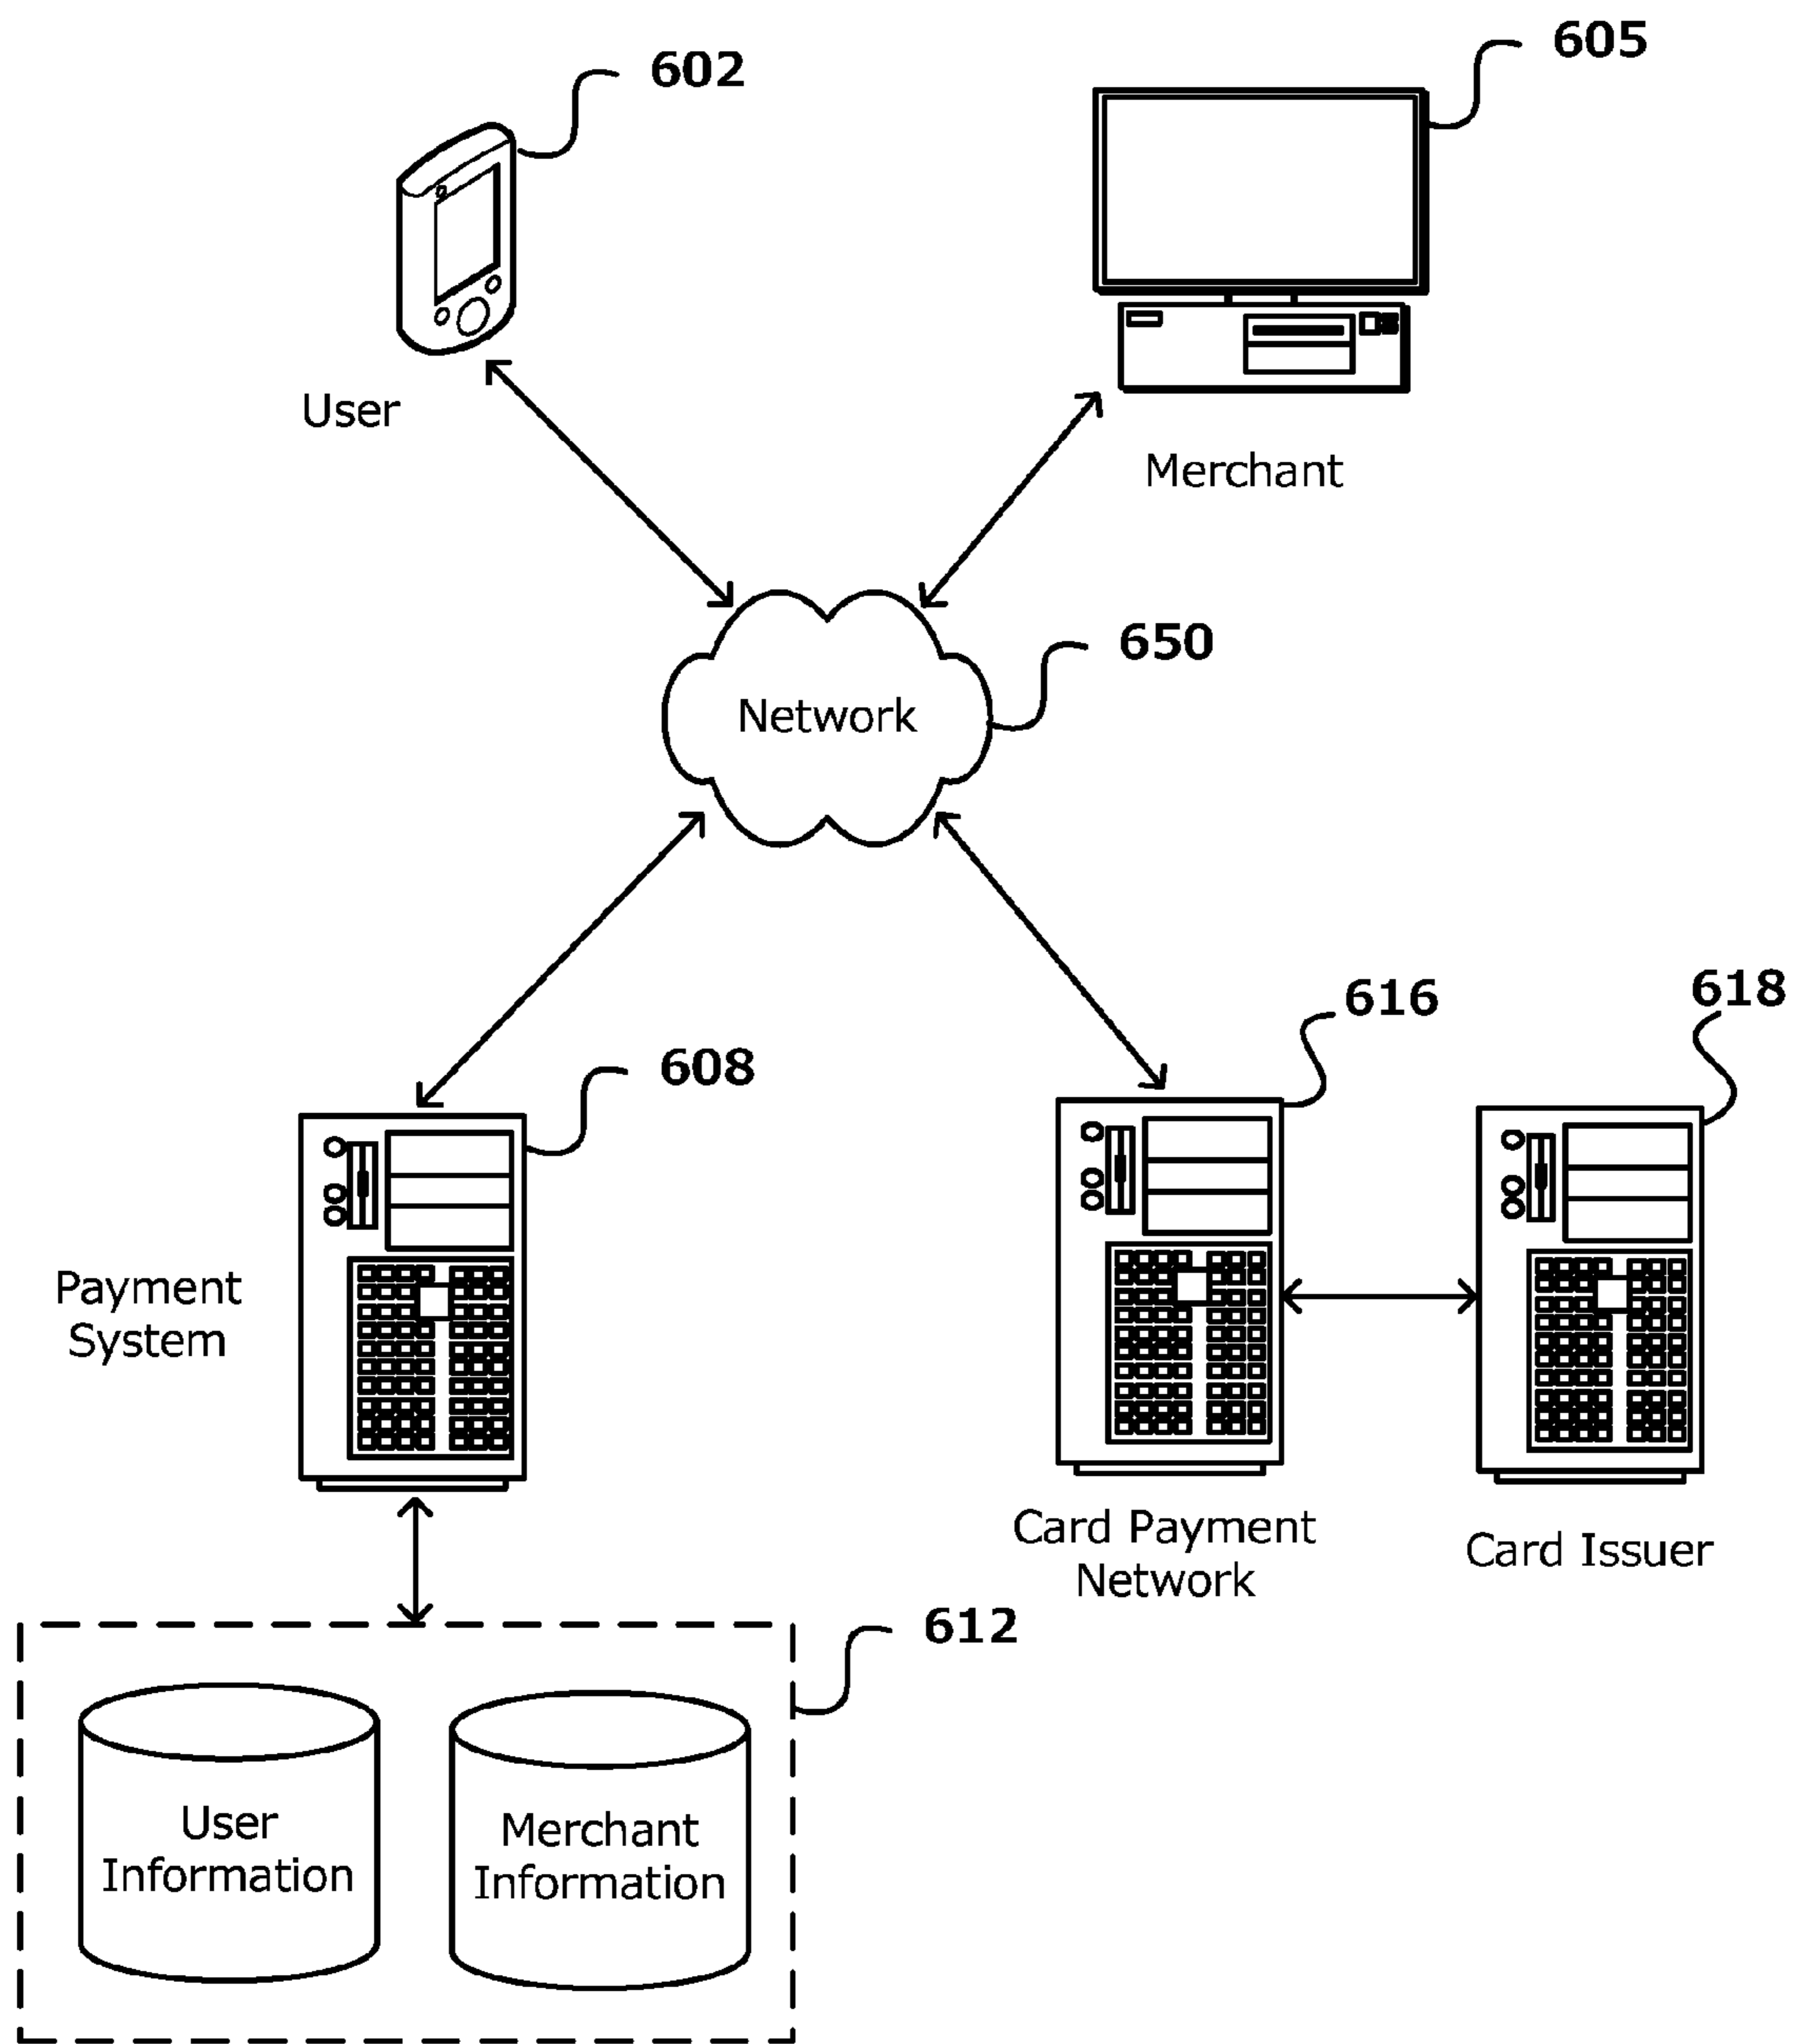 602
605
User
Merchant
650
Network
616
618
608
Payment
System
Card Payment
Network
Card Issuer
612
User
Information
Merchant
Information